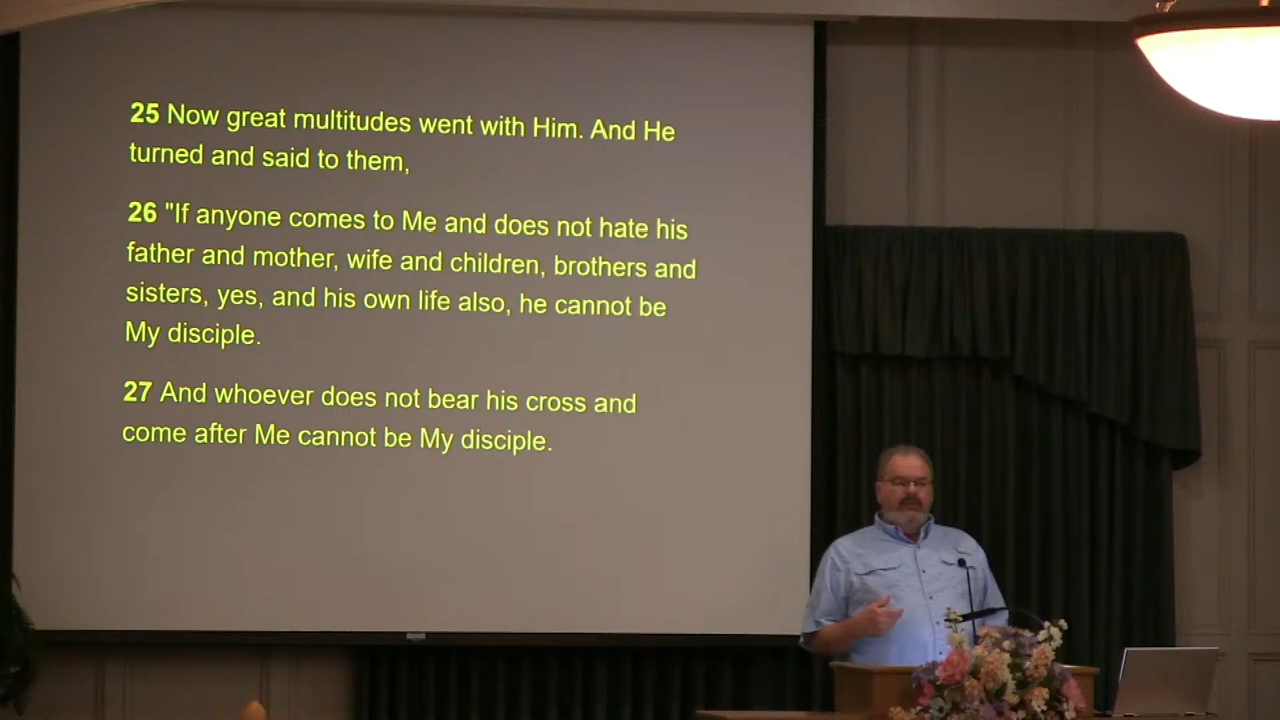 25 Now great multitudes went with Him. And He
turned and said to them,
26 "If anyone comes to Me and does not hate his
father and mother, wife and children, brothers and
sisters, yes, and his own life also, he cannot be
My disciple.
27 And whoever does not bear his cross and
come after Me cannot be My disciple.